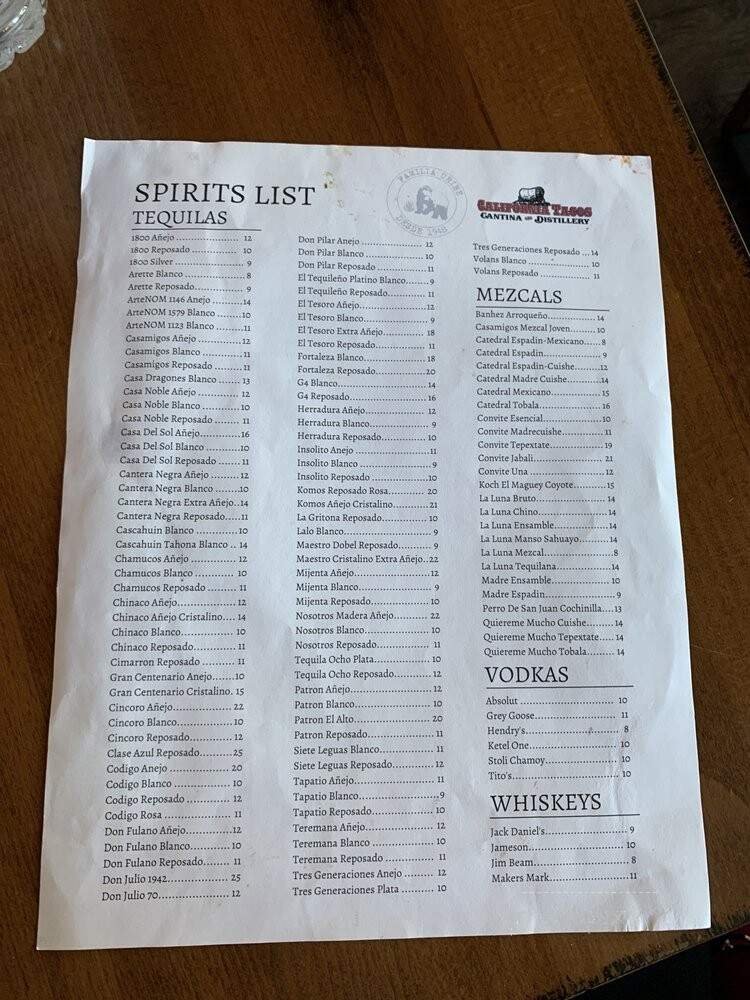 SPIRITS LIST
FAMILIA URIBE
DESDE 1948
CALIFORNIA TACOS
CANTINA AND DISTILLERY
TEQUILAS
1800 Añejo ..................... 12
1800 Reposado ................ 10
1800 Silver ..................... 9
Arette Blanco .................. 8
Arette Reposado............... 9
ArteNOM 1146 Añejo .........14
ArteNOM 1579 Blanco ........10
ArteNOM 1123 Blanco .........11
Casamigos Añejo .............. 12
Casamigos Blanco ............. 11
Casamigos Reposado ......... 11
Casa Dragones Blanco ....... 13
Casa Noble Añejo ............. 12
Casa Noble Blanco ............ 10
Casa Noble Reposado ........ 11
Casa Del Sol Añejo.............16
Casa Del Sol Blanco ...........10
Casa Del Sol Reposado ....... 11
Cantera Negra Añejo ......... 12
Cantera Negra Blanco ........10
Cantera Negra Extra Añejo..14
Cantera Negra Reposado.....11
Cascahuin Blanco .............10
Cascahuin Tahona Blanco .. 14
Chamucos Añejo .............. 12
Chamucos Blanco ............. 10
Chamucos Reposado ......... 11
Chinaco Añejo.................. 12
Chinaco Añejo Cristalino.... 14
Chinaco Blanco................. 10
Chinaco Reposado............. 11
Cimarron Reposado .......... 11
Gran Centenario Anejo.......10
Gran Centenario Cristalino. 15
Cincoro Añejo................... 22
Cincoro Blanco..................10
Cincoro Reposado............. 12
Clase Azul Reposado..........25
Codigo Anejo ................... 20
Codigo Blanco .................. 10
Codigo Reposado .............. 12
Codigo Rosa .................... 11
Don Fulano Añejo..............12
Don Fulano Blanco............ 10
Don Fulano Reposado........ 11
Don Julio 1942.................. 25
Don Julio 70..................... 12
Don Pilar Anejo ................ 12
Don Pilar Blanco ............... 10
Don Pilar Reposado ........... 11
El Tequileño Platino Blanco.......9
El Tequileño Reposado........... 11
El Tesoro Añejo.................. 12
El Tesoro Blanco................. 9
El Tesoro Extra Añejo........... 18
El Tesoro Reposado.............. 11
Fortaleza Blanco................. 18
Fortaleza Reposado..............20
G4 Blanco......................... 14
G4 Reposado...................... 16
Herradura Añejo................. 12
Herradura Blanco................ 9
Herradura Reposado............ 10
Insolito Anejo .................... 11
Insolito Blanco ................... 9
Insolito Reposado ............... 10
Komos Reposado Rosa.......... 20
Komos Añejo Cristalino.........21
La Gritona Reposado............ 10
Lalo Blanco....................... 9
Maestro Dobel Reposado....... 9
Maestro Cristalino Extra Añejo..22
Mijenta Añejo....................12
Mijenta Blanco................... 9
Mijenta Reposado................ 10
Nosotros Madera Añejo......... 22
Nosotros Blanco................. 10
Nosotros Reposado.............. 11
Tequila Ocho Plata............... 10
Tequila Ocho Reposado......... 12
Patron Añejo..................... 12
Patron Blanco.................... 10
Patron El Alto.................... 20
Patron Reposado................. 11
Siete Leguas Blanco............. 11
Siete Leguas Reposado.......... 12
Tapatio Añejo.................... 11
Tapatio Blanco...................9
Tapatio Reposado................ 10
Teremana Añejo................. 12
Teremana Blanco ................ 10
Teremana Reposado ............. 11
Tres Generaciones Anejo ........ 12
Tres Generaciones Plata ......... 10
Tres Generaciones Reposado ...14
Volans Blanco ................... 10
Volans Reposado ................ 11
MEZCALS
Banhez Arroqueño............... 14
Casamigos Mezcal Joven.........10
Catedral Espadin-Mexicano..... 8
Catedral Espadin................. 9
Catedral Espadin-Cuishe.........12
Catedral Madre Cuishe...........14
Catedral Mexicano............... 15
Catedral Tobala.................. 16
Convite Esencial..................10
Convite Madrecuishe............. 11
Convite Tepextate................ 19
Convite Jabali.................... 21
Convite Una ...................... 12
Koch El Maguey Coyote..........15
La Luna Bruto.................... 14
La Luna Chino.................... 14
La Luna Ensamble................ 14
La Luna Manso Sahuayo.........14
La Luna Mezcal...................8
La Luna Tequilana................14
Madre Ensamble................. 10
Madre Espadin................... 9
Perro De San Juan Cochinilla....13
Quiereme Mucho Cuishe........ 14
Quiereme Mucho Tepextate..... 14
Quiereme Mucho Tobala......... 14
VODKAS
Absolut ........................... 10
Grey Goose....................... 11
Hendry's.......................... 8
Ketel One......................... 10
Stoli Chamoy..................... 10
Tito's.............................. 10
WHISKEYS
Jack Daniel's...................... 9
Jameson........................... 10
Jim Beam.......................... 8
Makers Mark......................11